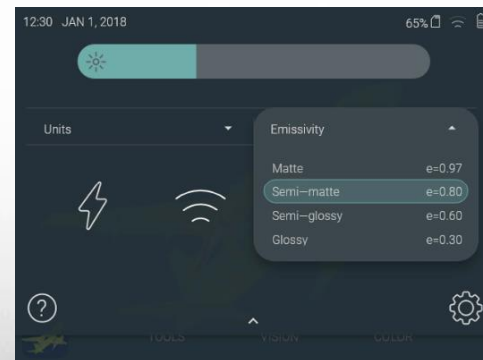 12:30 JAN 1, 2018 65%
Units Emissivity
Matte e=0.97
Semi-matte e=0.80
Semi-glossy e=0.60
Glossy e=0.30
?
TOOLS VISION COLOR